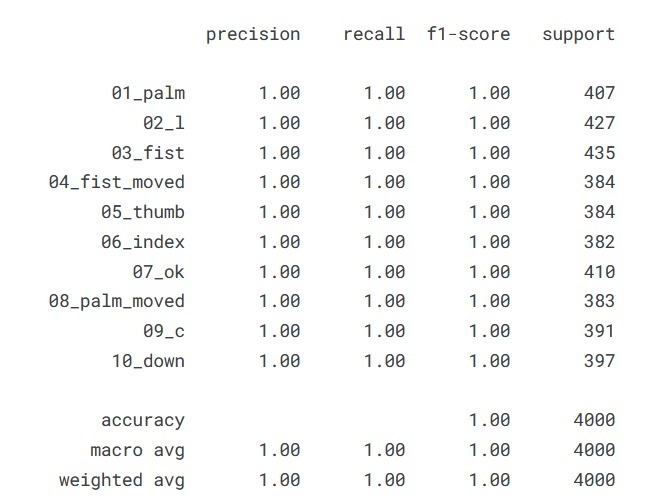 precision recall f1-score support
01_palm 1.00 1.00 1.00 407
02_l 1.00 1.00 1.00 427
03_fist 1.00 1.00 1.00 435
04_fist_moved 1.00 1.00 1.00 384
05_thumb 1.00 1.00 1.00 384
06_index 1.00 1.00 1.00 382
07_ok 1.00 1.00 1.00 410
08_palm_moved 1.00 1.00 1.00 383
09_c 1.00 1.00 1.00 391
10_down 1.00 1.00 1.00 397
accuracy 1.00 4000
macro avg 1.00 1.00 1.00 4000
weighted avg 1.00 1.00 1.00 4000